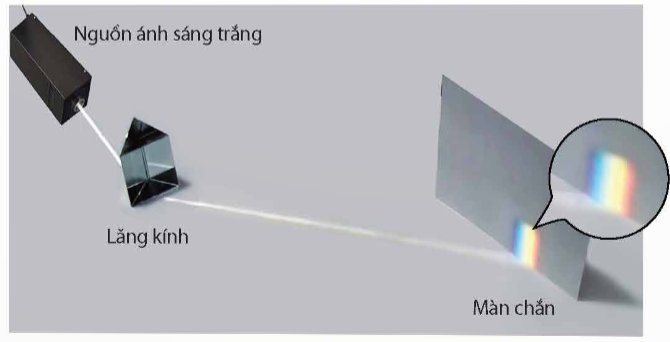 Nguồn ánh sáng trắng
Lăng kính
Màn chắn